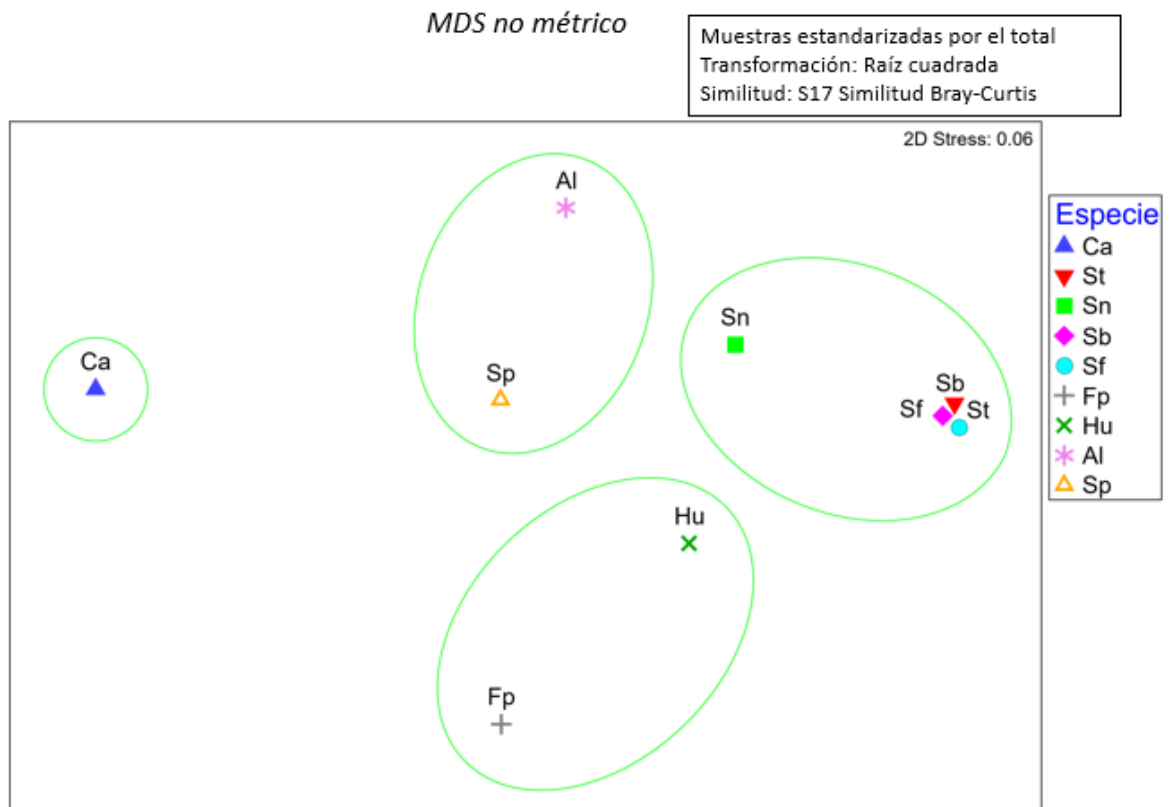 MDS no métrico
Muestras estandarizadas por el total
Transformación: Raíz cuadrada
Similitud: S17 Similitud Bray-Curtis
2D Stress: 0.06
Al
Sn
Ca
Sp
Sb
Sf
St
Hu
Fp
Especie
Ca
St
Sn
Sb
Sf
Fp
Hu
Al
Sp